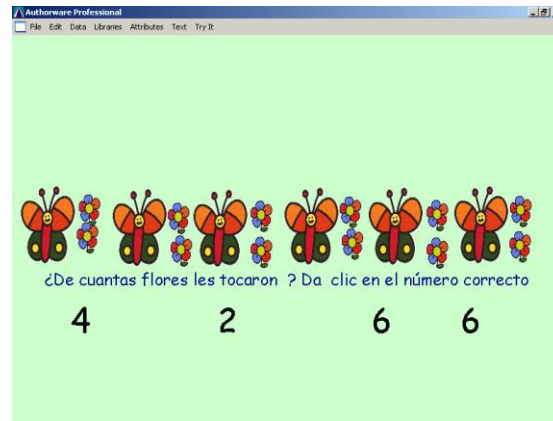 Authorware Professional
File Edit Data Libraries Attributes Text Try It
¿De cuantas flores les tocaron ? Da clic en el número correcto
4 2 6 6